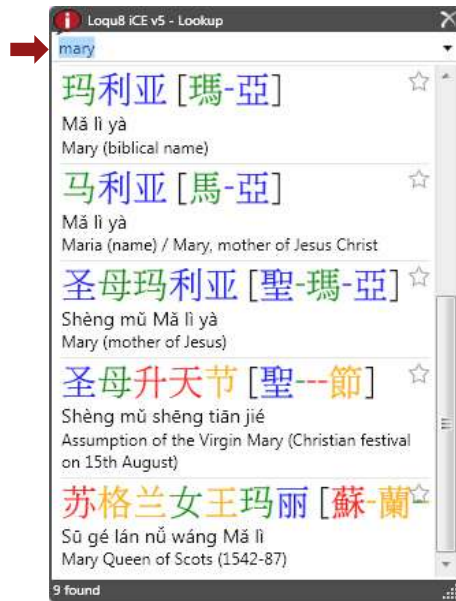 Loqu8 iCE v5 - Lookup
mary
玛利亚 [瑪-亞]
Mǎ lì yà
Mary (biblical name)
马利亚 [馬-亞]
Mǎ lì yà
Maria (name) / Mary, mother of Jesus Christ
圣母玛利亚 [聖-瑪-亞]
Shèng mǔ Mǎ lì yà
Mary (mother of Jesus)
圣母升天节 [聖---節]
Shèng mǔ shēng tiān jié
Assumption of the Virgin Mary (Christian festival
on 15th August)
苏格兰女王玛丽 [蘇-蘭-
Sū gé lán nǚ wáng Mǎ lì
Mary Queen of Scots (1542-87)
9 found